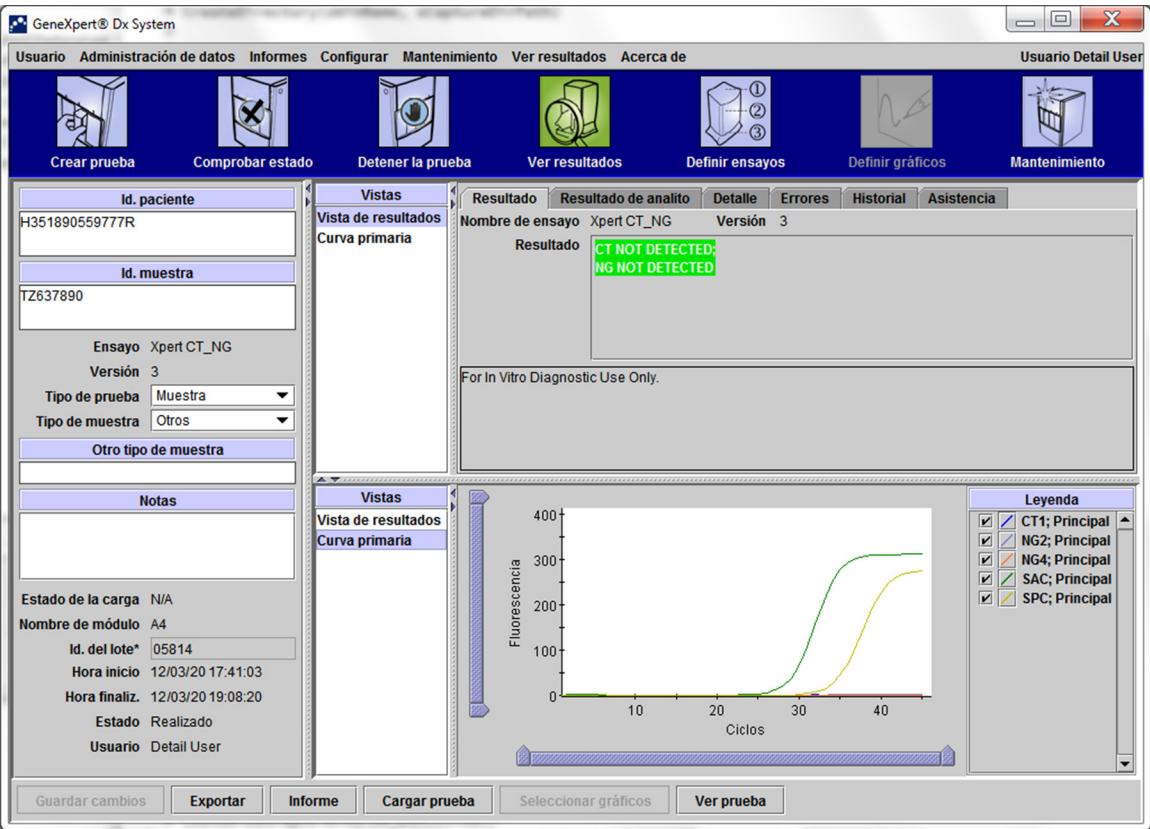 GeneXpert® Dx System
Usuario Administración de datos Informes Configurar Mantenimiento Ver resultados Acerca de Usuario Detail User
Crear prueba Comprobar estado Detener la prueba Ver resultados Definir ensayos Definir gráficos Mantenimiento
①
②
③
Id. paciente
H351890559777R
Id. muestra
TZ637890
Ensayo Xpert CT_NG
Versión 3
Tipo de prueba Muestra
Tipo de muestra Otros
Otro tipo de muestra
Notas
Estado de la carga N/A
Nombre de módulo A4
Id. del lote* 05814
Hora inicio 12/03/20 17:41:03
Hora finaliz. 12/03/20 19:08:20
Estado Realizado
Usuario Detail User
Vistas
Vista de resultados
Curva primaria
Resultado Resultado de analito Detalle Errores Historial Asistencia
Nombre de ensayo Xpert CT_NG Versión 3
Resultado CT NOT DETECTED;
NG NOT DETECTED
For In Vitro Diagnostic Use Only.
Vistas
Vista de resultados
Curva primaria
400
300
200
100
0
Fluorescencia
10 20 30 40
Ciclos
Leyenda
CT1; Principal
NG2; Principal
NG4; Principal
SAC; Principal
SPC; Principal
Guardar cambios Exportar Informe Cargar prueba Seleccionar gráficos Ver prueba